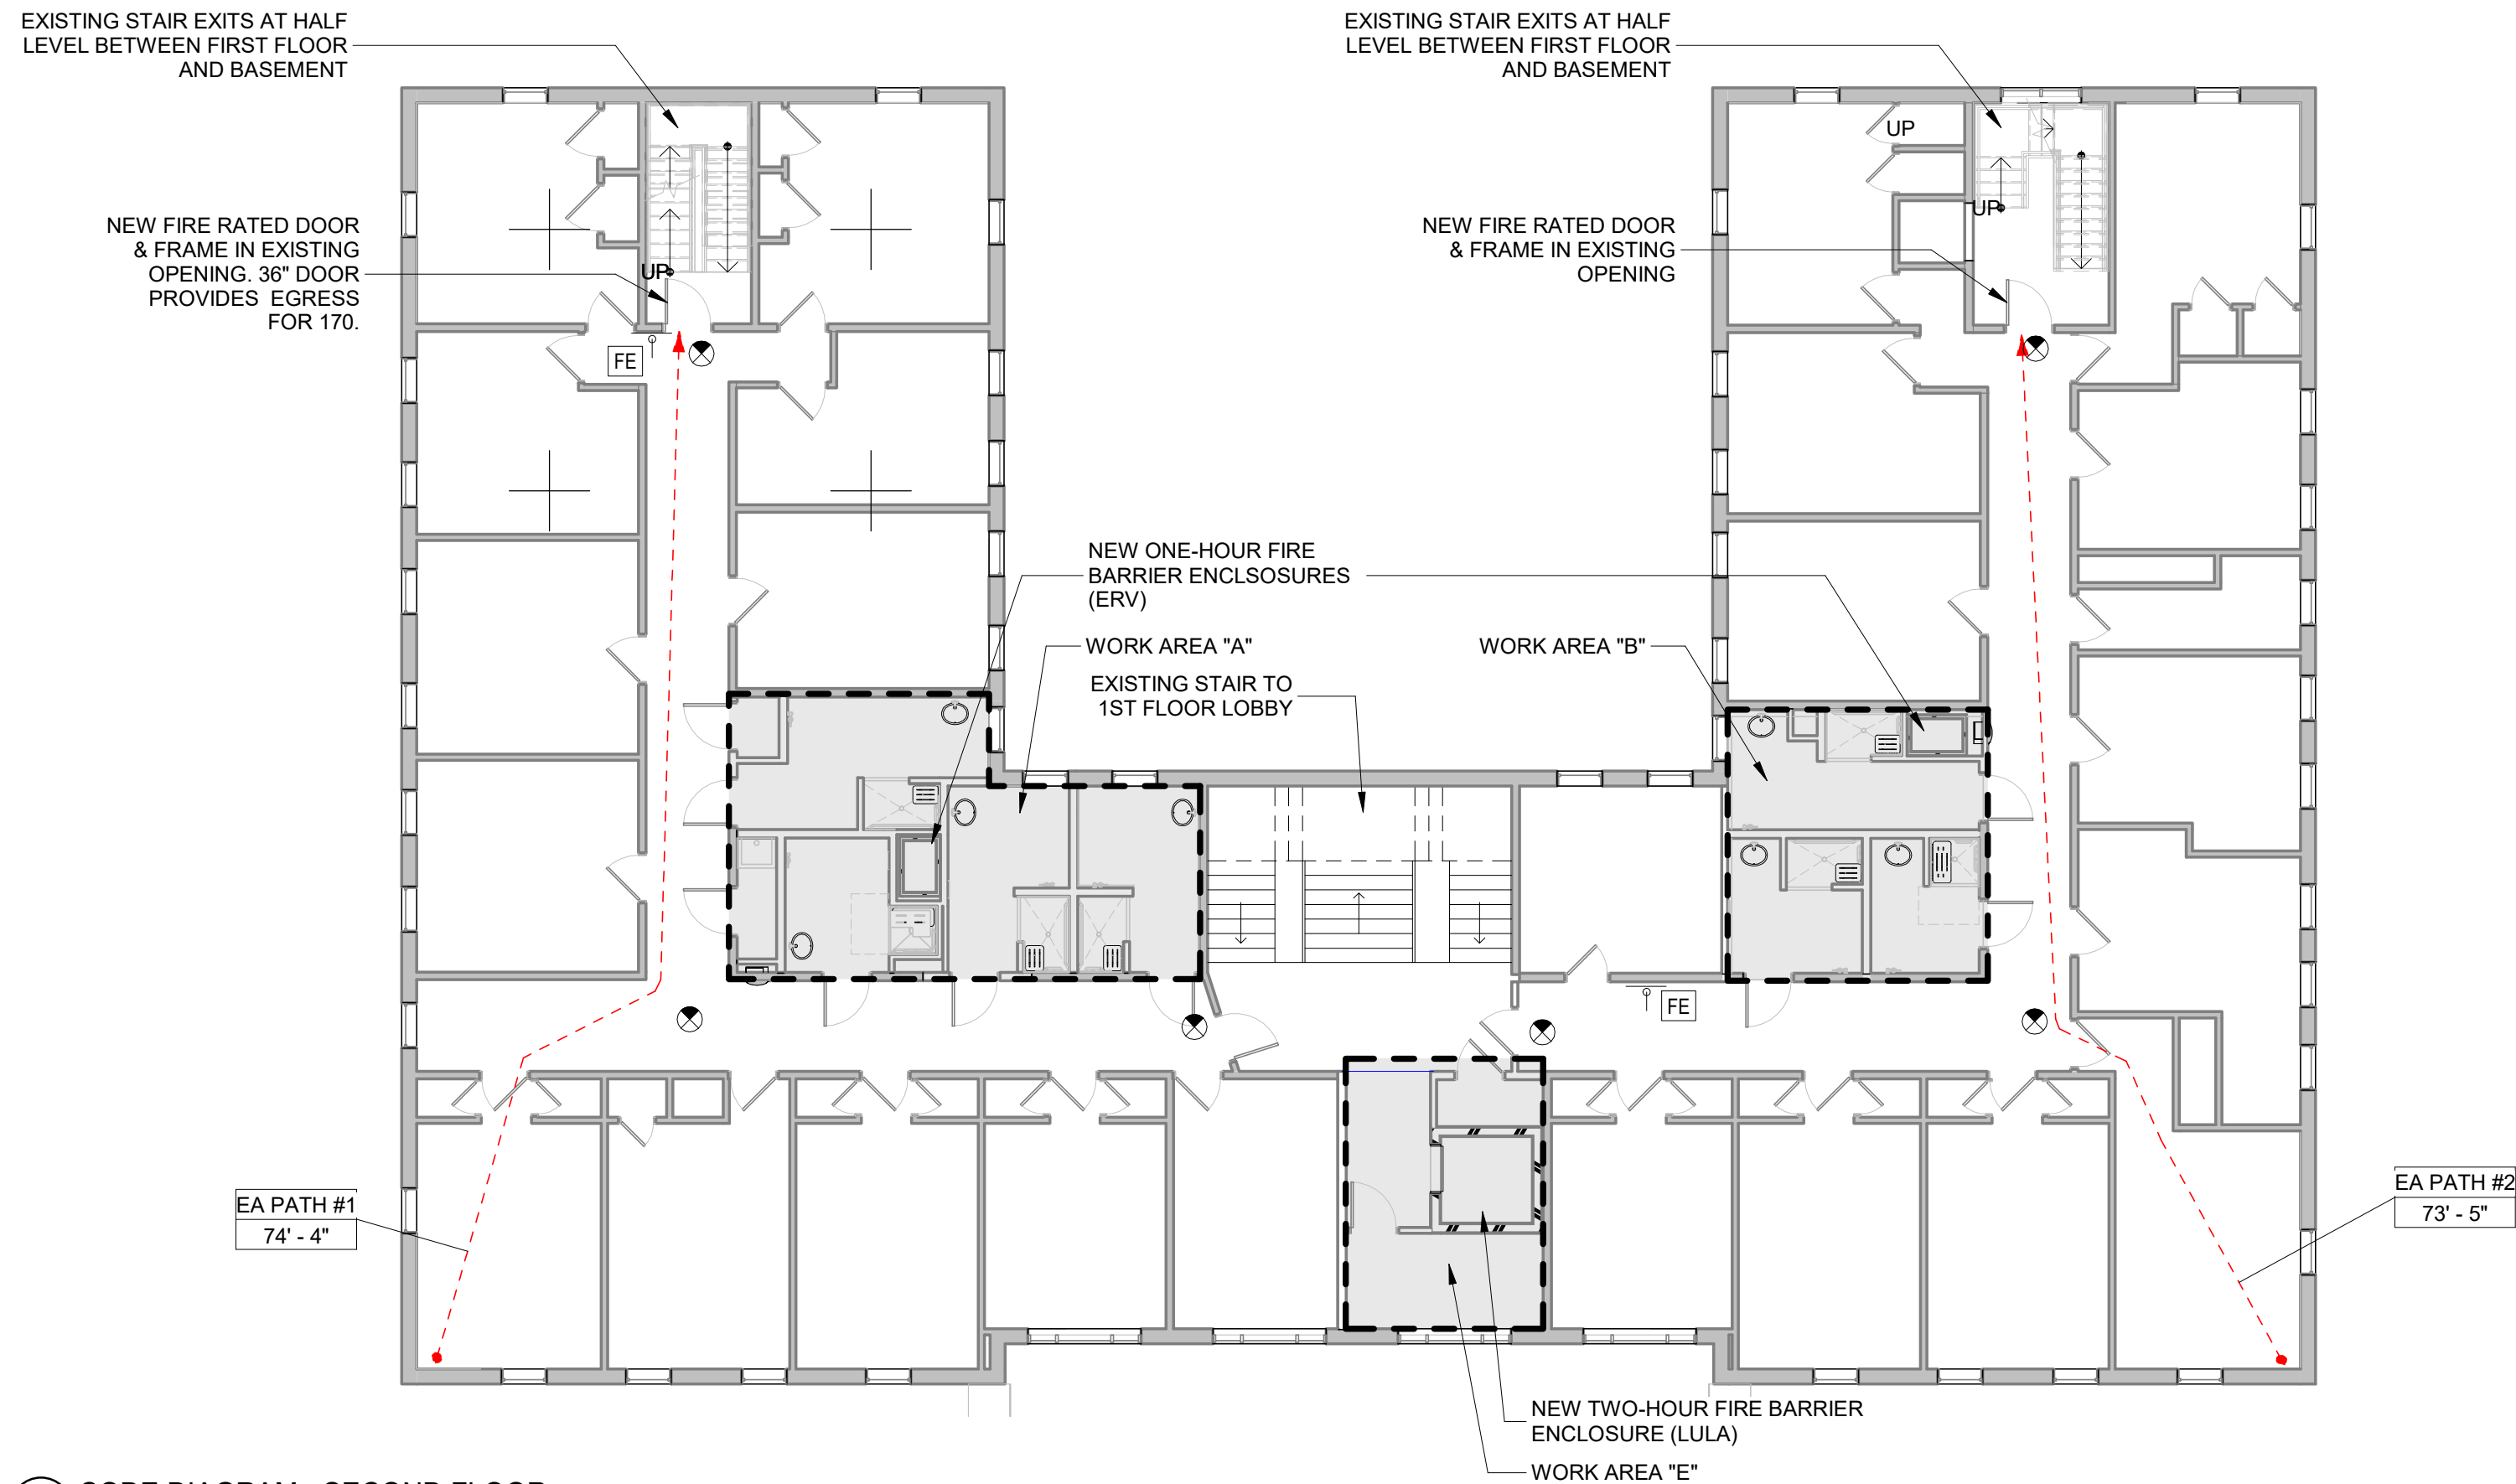 EXISTING STAIR EXITS AT HALF
LEVEL BETWEEN FIRST FLOOR
AND BASEMENT
EXISTING STAIR EXITS AT HALF
LEVEL BETWEEN FIRST FLOOR
AND BASEMENT
UP
NEW FIRE RATED DOOR
& FRAME IN EXISTING
OPENING. 36" DOOR
PROVIDES EGRESS
FOR 170.
UP
NEW FIRE RATED DOOR
& FRAME IN EXISTING
OPENING
UP
FE
NEW ONE-HOUR FIRE
BARRIER ENCLSOSURES
(ERV)
WORK AREA "A"
WORK AREA "B"
EXISTING STAIR TO
1ST FLOOR LOBBY
FE
EA PATH #1
74' - 4"
EA PATH #2
73' - 5"
NEW TWO-HOUR FIRE BARRIER
ENCLOSURE (LULA)
WORK AREA "E"
CODE DIAGRAM - SECOND FLOOR